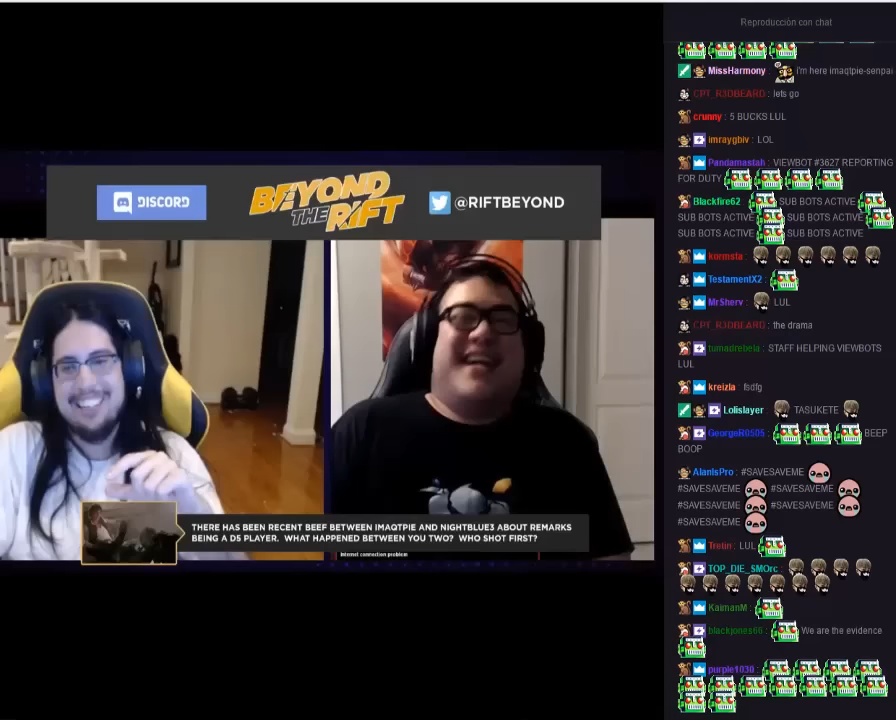 Reproducción con chat
MissHarmony i'm here imaqtpie-senpai
CPT_R3DBEARD : lets go
crunny : 5 BUCKS LUL
imraygbiv : LOL
Pandamastah : VIEWBOT #3627 REPORTING
FOR DUTY
Blackfire62 SUB BOTS ACTIVE
SUB BOTS ACTIVE SUB BOTS ACTIVE
SUB BOTS ACTIVE SUB BOTS ACTIVE
kormsta :
TestamentX2 :
MrSherv : LUL
CPT_R3DBEARD : the drama
: STAFF HELPING VIEWBOTS
LUL
kreizla : fsdfg
Lolislayer TASUKETE
GeorgeR0505 : BEEP
BOOP
AlanIsPro : #SAVESAVEME
#SAVESAVEME #SAVESAVEME
#SAVESAVEME #SAVESAVEME
#SAVESAVEME
Tretin : LUL
TOP_DIE_SMOrc :
KaimanM :
blackjones66 : We are the evidence
purple1030 :
DISCORD
BEYOND
THE RIFT
@RIFTBEYOND
THERE HAS BEEN RECENT BEEF BETWEEN IMAQTPIE AND NIGHTBLUE3 ABOUT REMARKS
BEING A D5 PLAYER. WHAT HAPPENED BETWEEN YOU TWO? WHO SHOT FIRST?
Internet connection problem